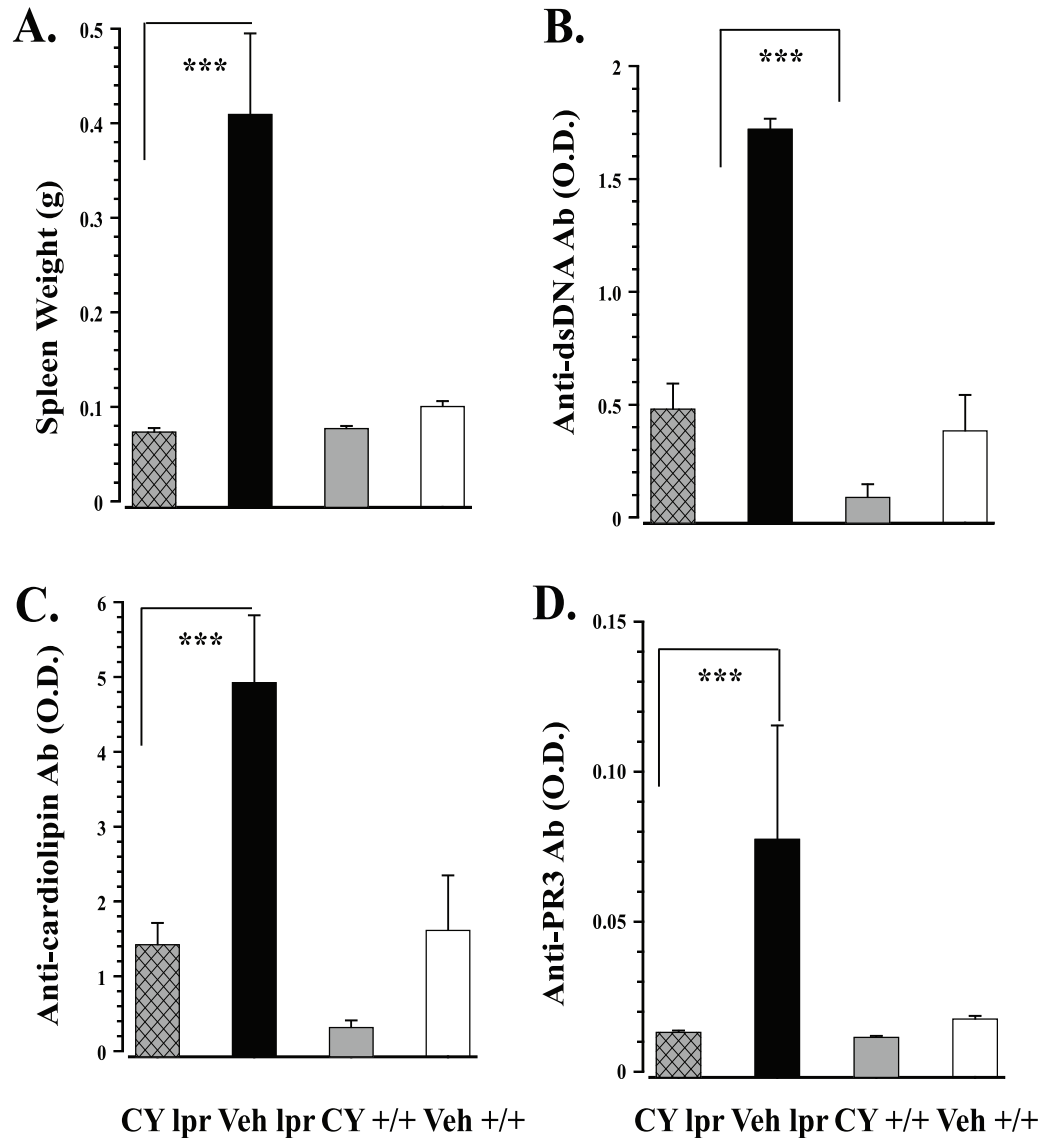 A.
Spleen Weight (g)
0.5
0.4
0.3
0.2
0.1
0
***
B.
Anti-dsDNA Ab (O.D.)
2
1.5
1.0
0.5
0
***
C.
Anti-cardiolipin Ab (O.D.)
6
5
4
3
2
1
0
***
D.
Anti-PR3 Ab (O.D.)
0.15
0.10
0.05
0
***
CY lpr Veh lpr CY +/+ Veh +/+
CY lpr Veh lpr CY +/+ Veh +/+